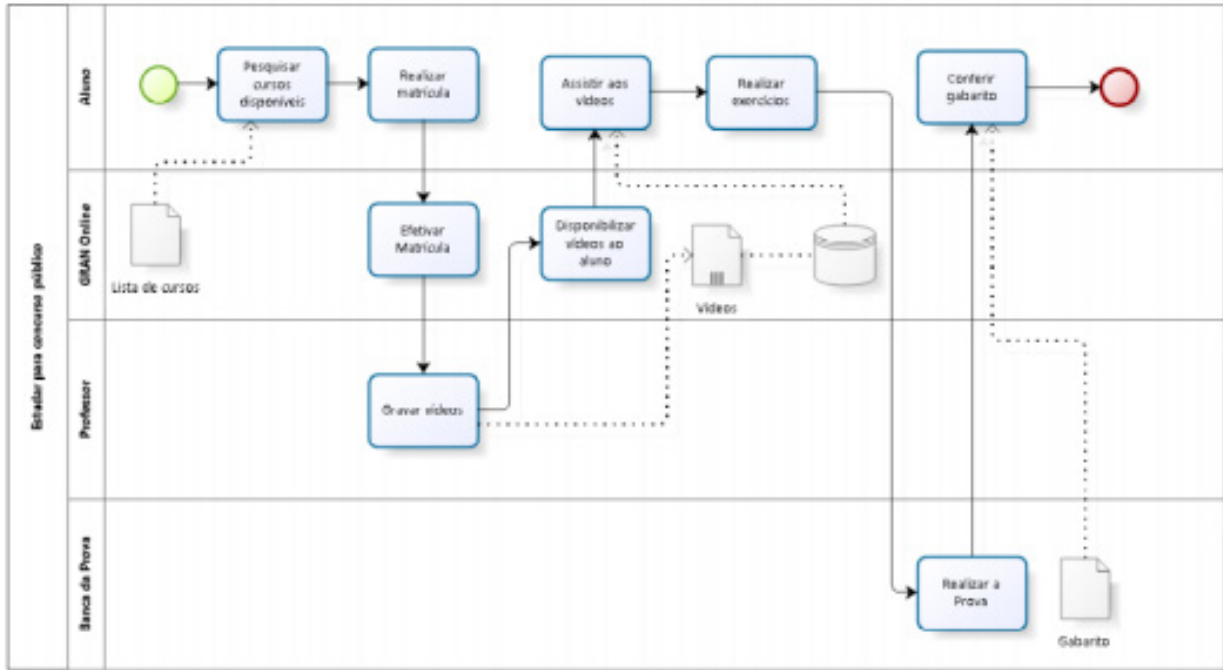 Estudar para concurso público
Aluno
Pesquisar
cursos
disponíveis
Realizar
matrícula
Assistir aos
vídeos
Realizar
exercícios
Conferir
gabarito
GRAN Online
Lista de cursos
Efetivar
Matrícula
Disponibilizar
vídeos ao
aluno
Vídeos
Professor
Gravar vídeos
Banca da Prova
Realizar a
Prova
Gabarito